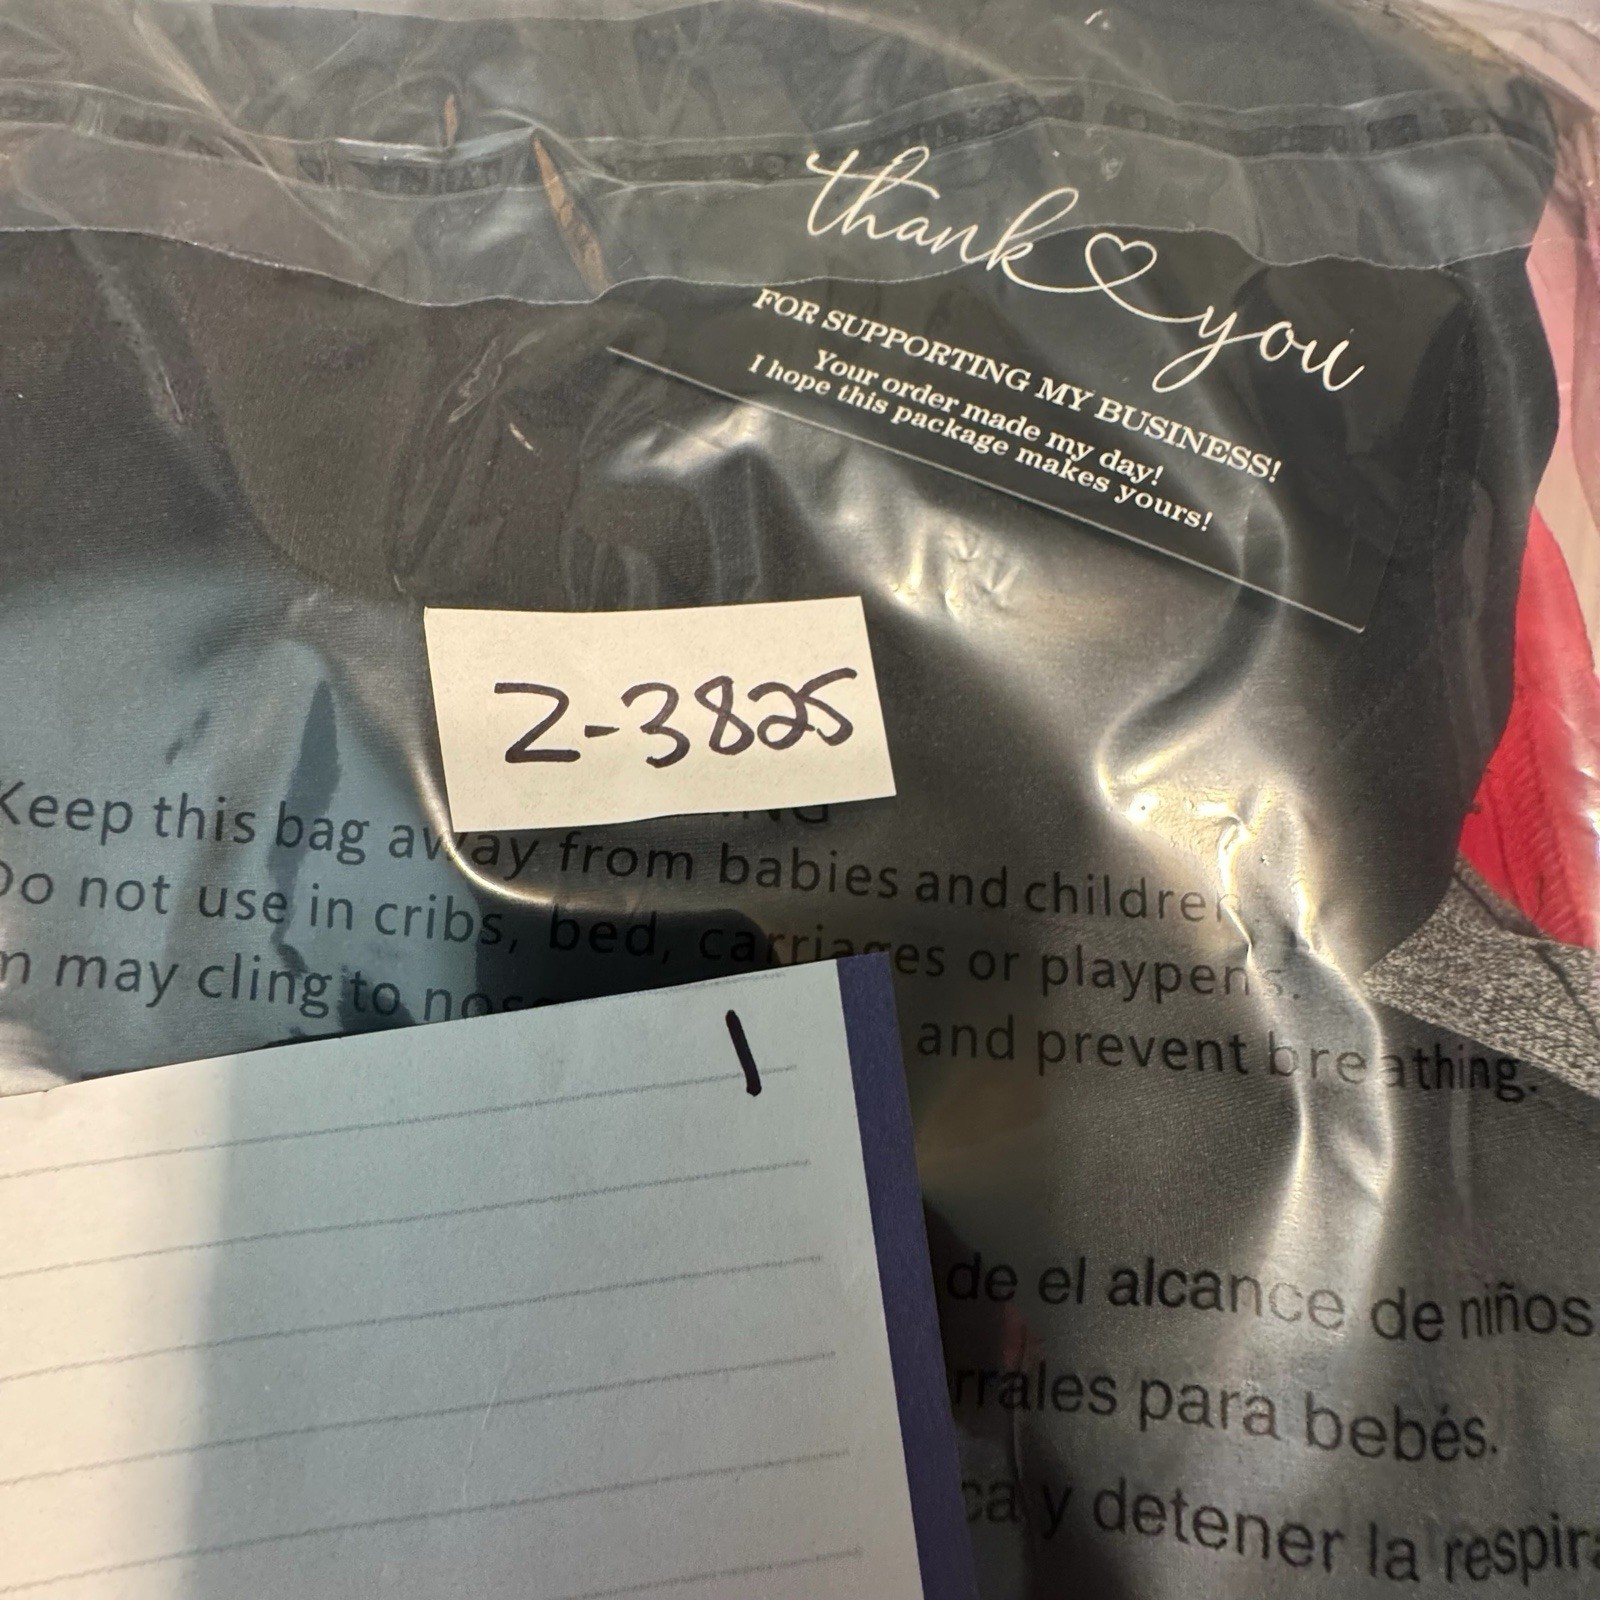 thank you
FOR SUPPORTING MY BUSINESS!
Your order made my day!
I hope this package makes yours!
Z-3825
Keep this bag away from babies and children.
Do not use in cribs, bed, carriages or playpens.
may cling to nose and prevent breathing.
1
de el alcance de niños
para bebés.
y detener la